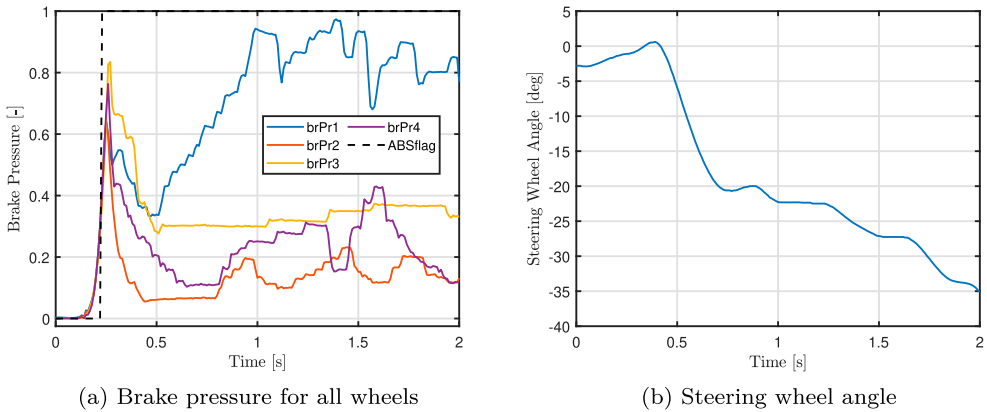 1
0.8
0.6
0.4
0.2
0
Brake Pressure [-]
brPr1
brPr2
brPr3
brPr4
ABSflag
0
0.5
1
1.5
2
Time [s]
(a) Brake pressure for all wheels
5
0
-5
-10
-15
-20
-25
-30
-35
-40
Steering Wheel Angle [deg]
0
0.5
1
1.5
2
Time [s]
(b) Steering wheel angle